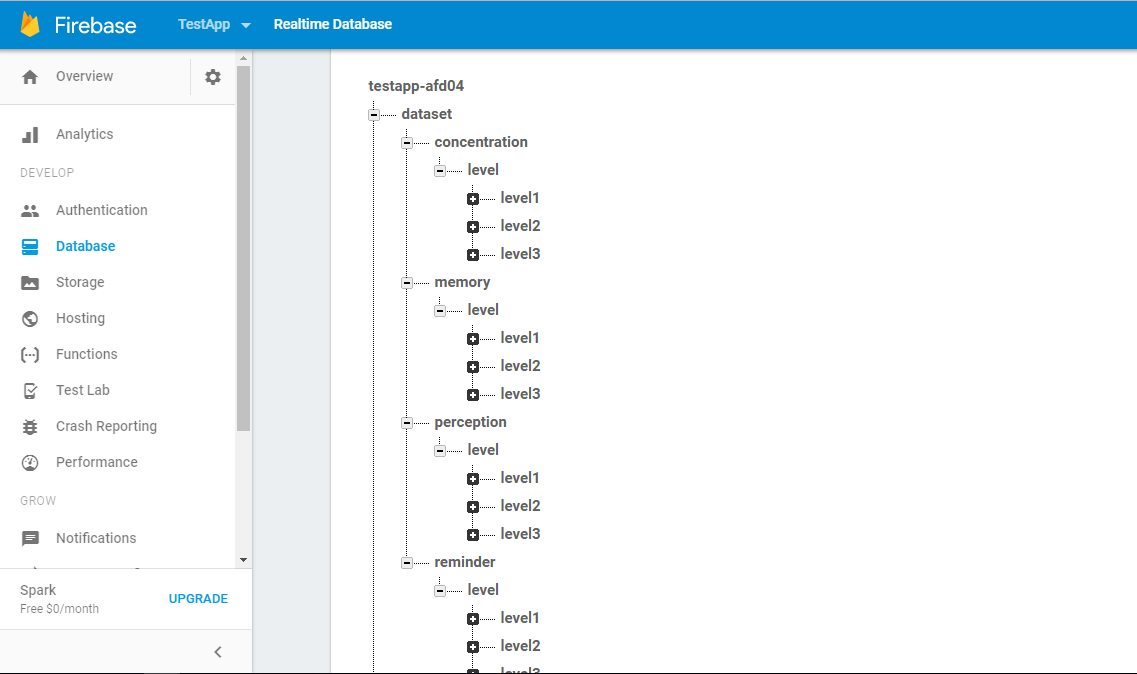 Firebase
TestApp
Realtime Database
Overview
Analytics
DEVELOP
Authentication
Database
Storage
Hosting
Functions
Test Lab
Crash Reporting
Performance
GROW
Notifications
Spark
Free $0/month
UPGRADE
testapp-afd04
dataset
concentration
level
level1
level2
level3
memory
level
level1
level2
level3
perception
level
level1
level2
level3
reminder
level
level1
level2
level3